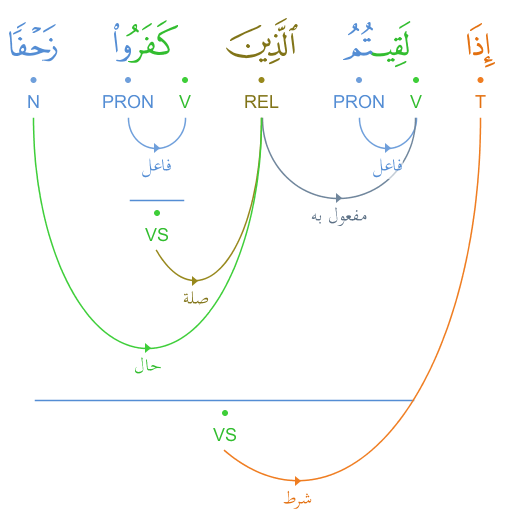 إِذَا لَقِيتُمُ ٱلَّذِينَ كَفَرُوا۟ زَحْفًا
T V PRON REL V PRON N
فاعل فاعل
مفعول به
VS
صلة
حال
VS
شرط